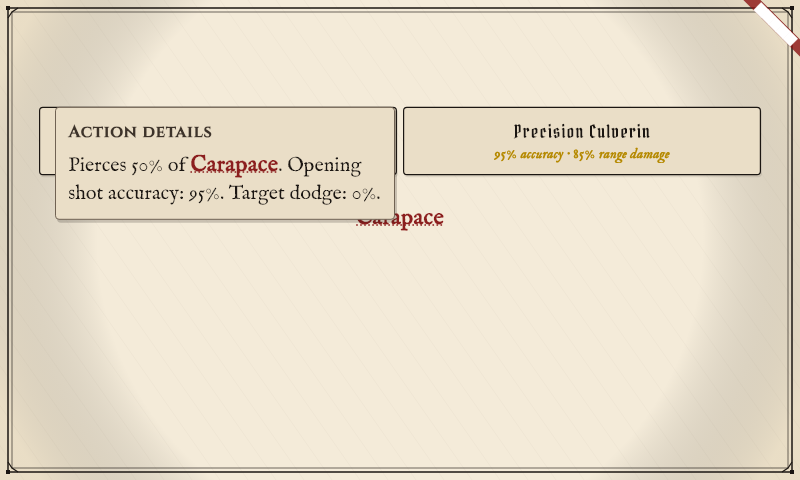 Action details
Pierces 50% of Carapace. Opening
shot accuracy: 95%. Target dodge: 0%.
Precision Culverin
95% accuracy · 85% range damage
Carapace